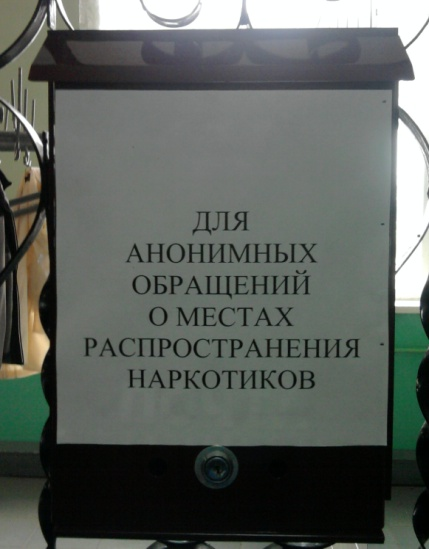 ДЛЯ
АНОНИМНЫХ
ОБРАЩЕНИЙ
О МЕСТАХ
РАСПРОСТРАНЕНИЯ
НАРКОТИКОВ